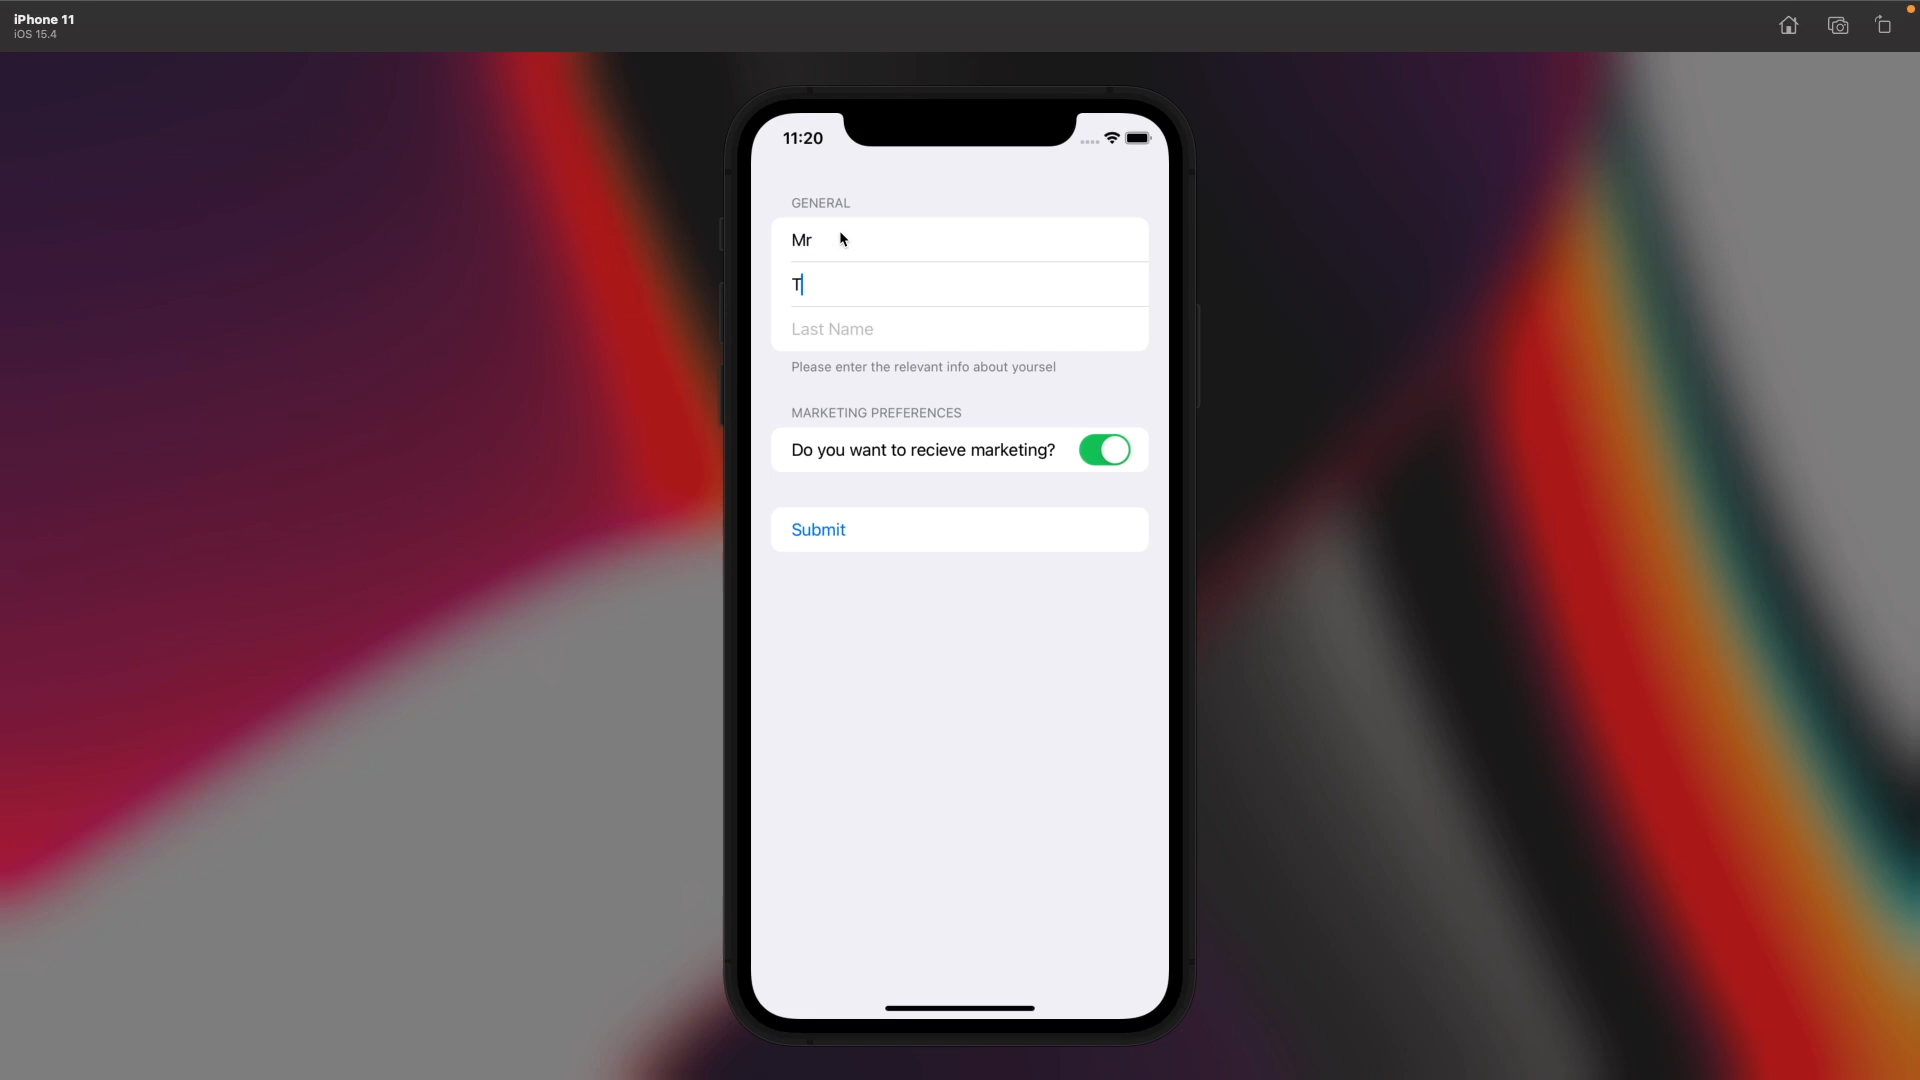 iPhone 11
iOS 15.4
11:20
GENERAL
Mr
T
Last Name
Please enter the relevant info about yoursel
MARKETING PREFERENCES
Do you want to recieve marketing?
Submit